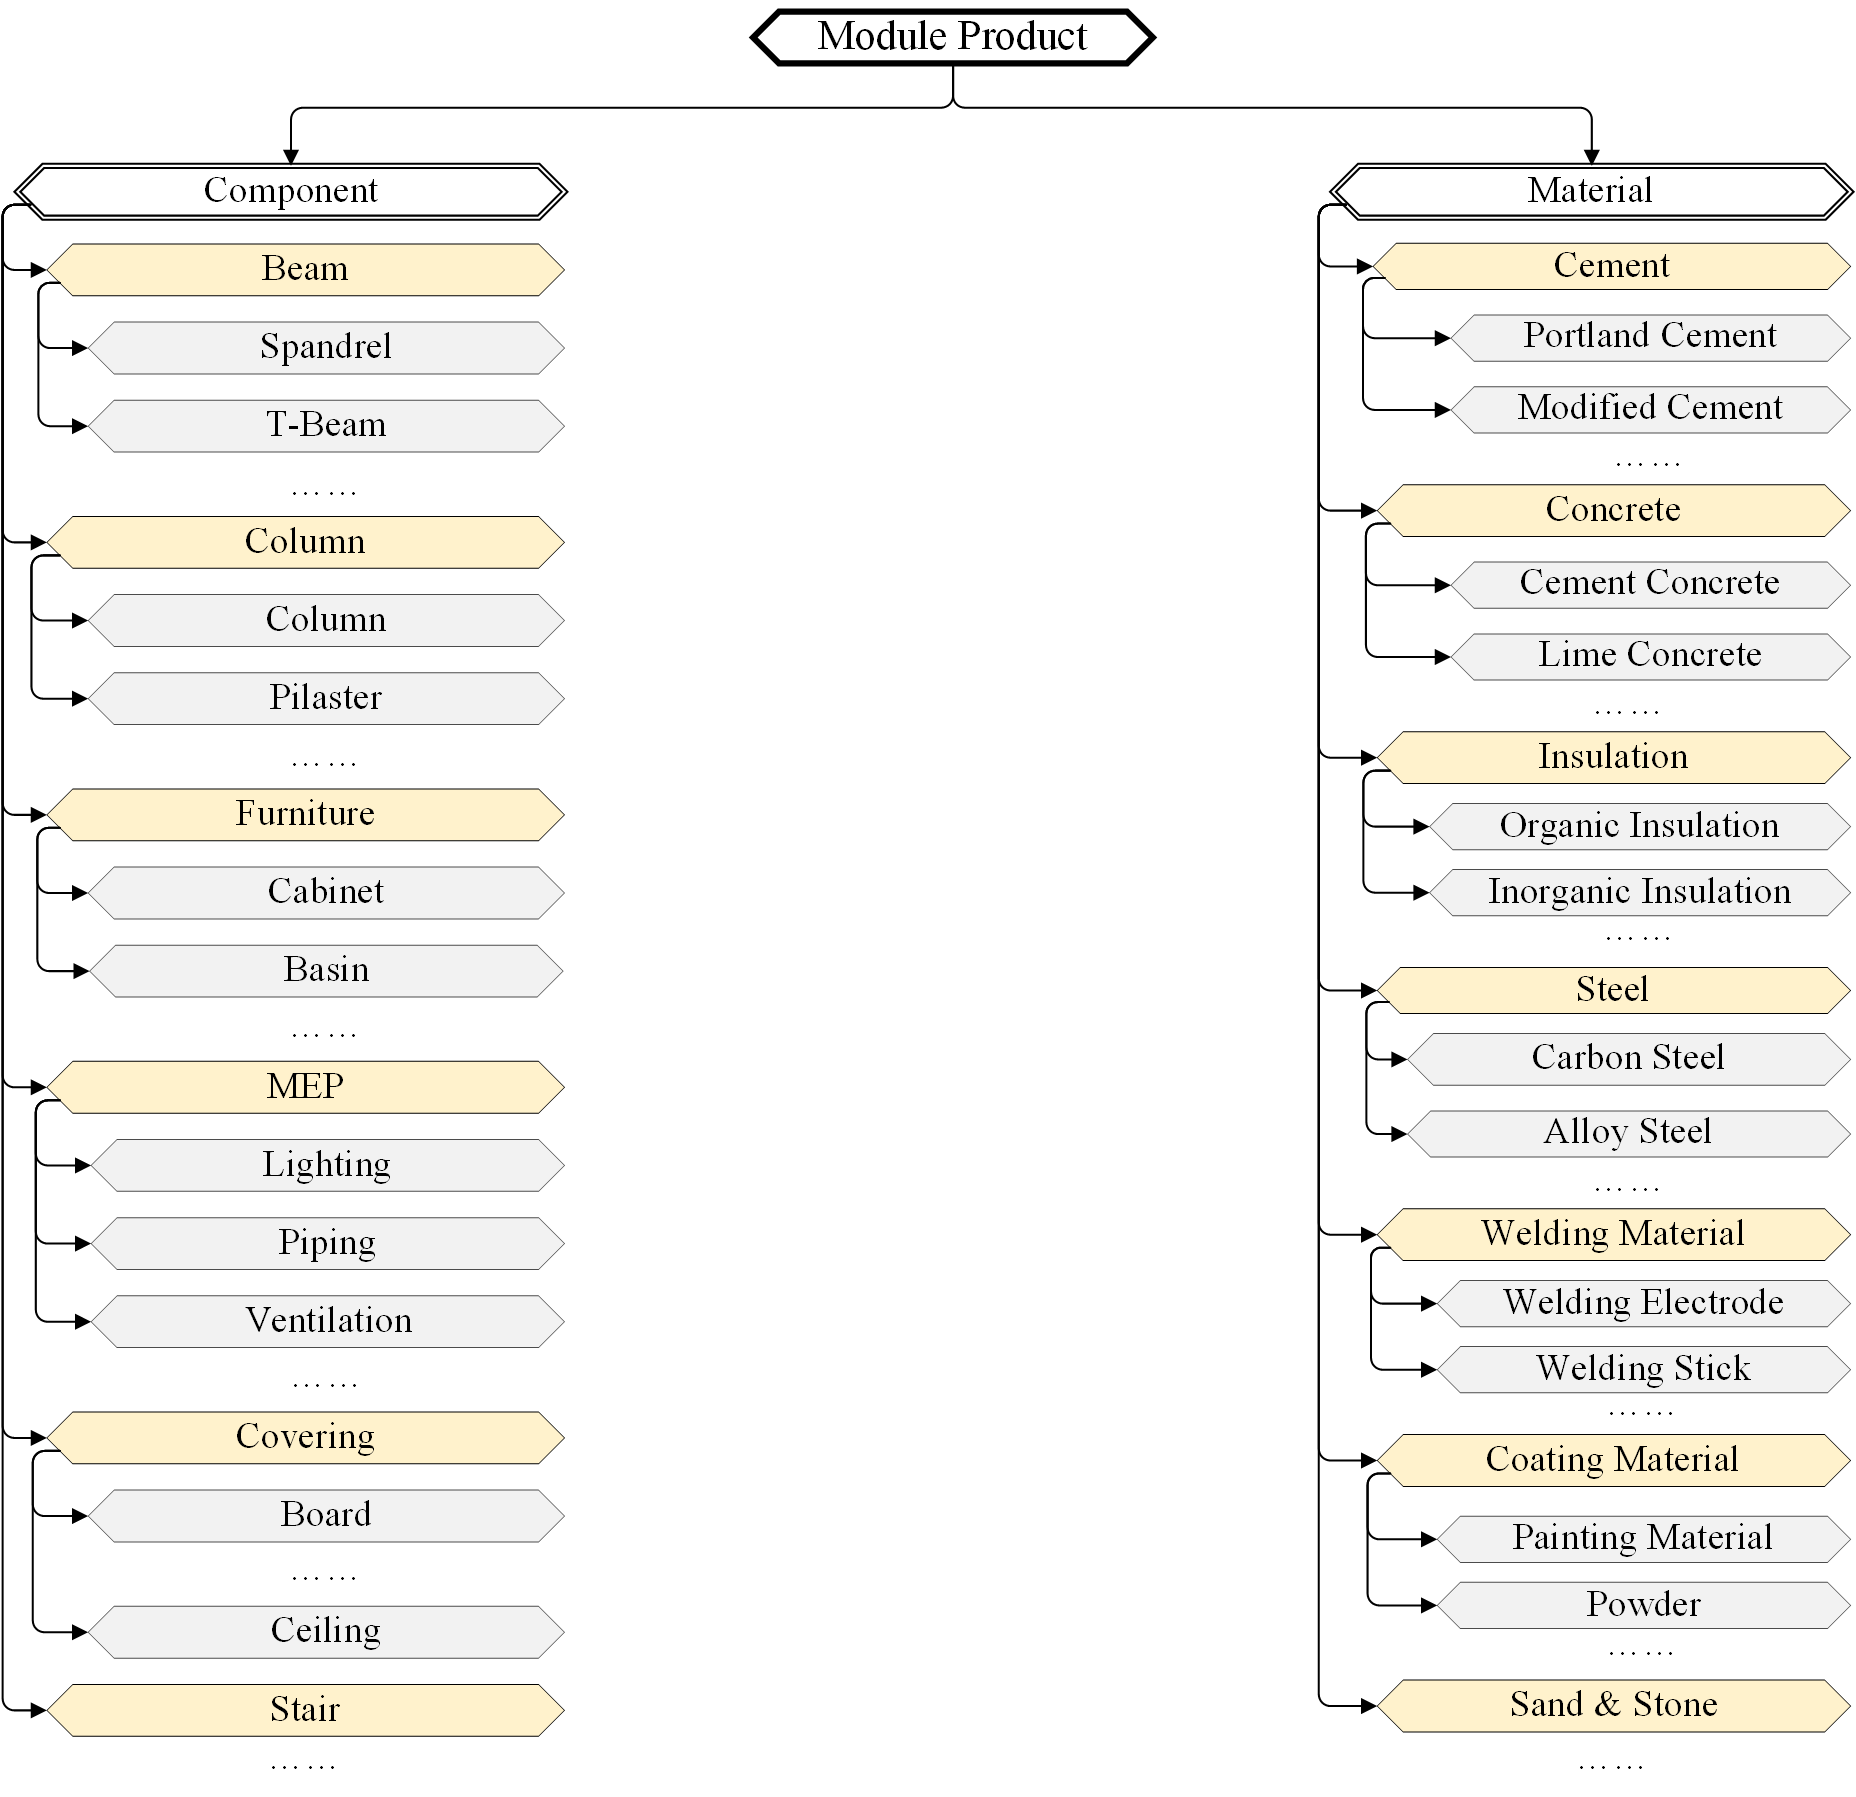 Module Product
Component
Beam
Spandrel
T-Beam
……
Column
Column
Pilaster
……
Furniture
Cabinet
Basin
……
MEP
Lighting
Piping
Ventilation
……
Covering
Board
……
Ceiling
Stair
……
Material
Cement
Portland Cement
Modified Cement
……
Concrete
Cement Concrete
Lime Concrete
……
Insulation
Organic Insulation
Inorganic Insulation
……
Steel
Carbon Steel
Alloy Steel
……
Welding Material
Welding Electrode
Welding Stick
……
Coating Material
Painting Material
Powder
……
Sand & Stone
……